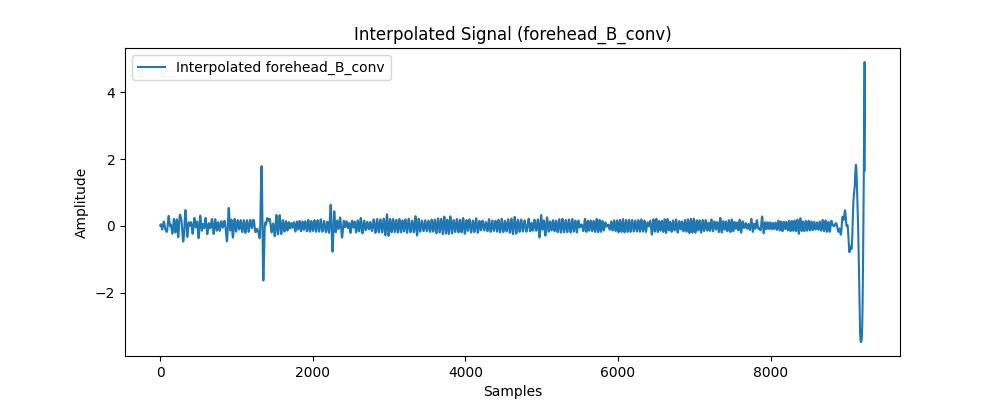 Interpolated Signal (forehead_B_conv)
Interpolated forehead_B_conv
4
2
0
−2
Amplitude
0 2000 4000 6000 8000
Samples